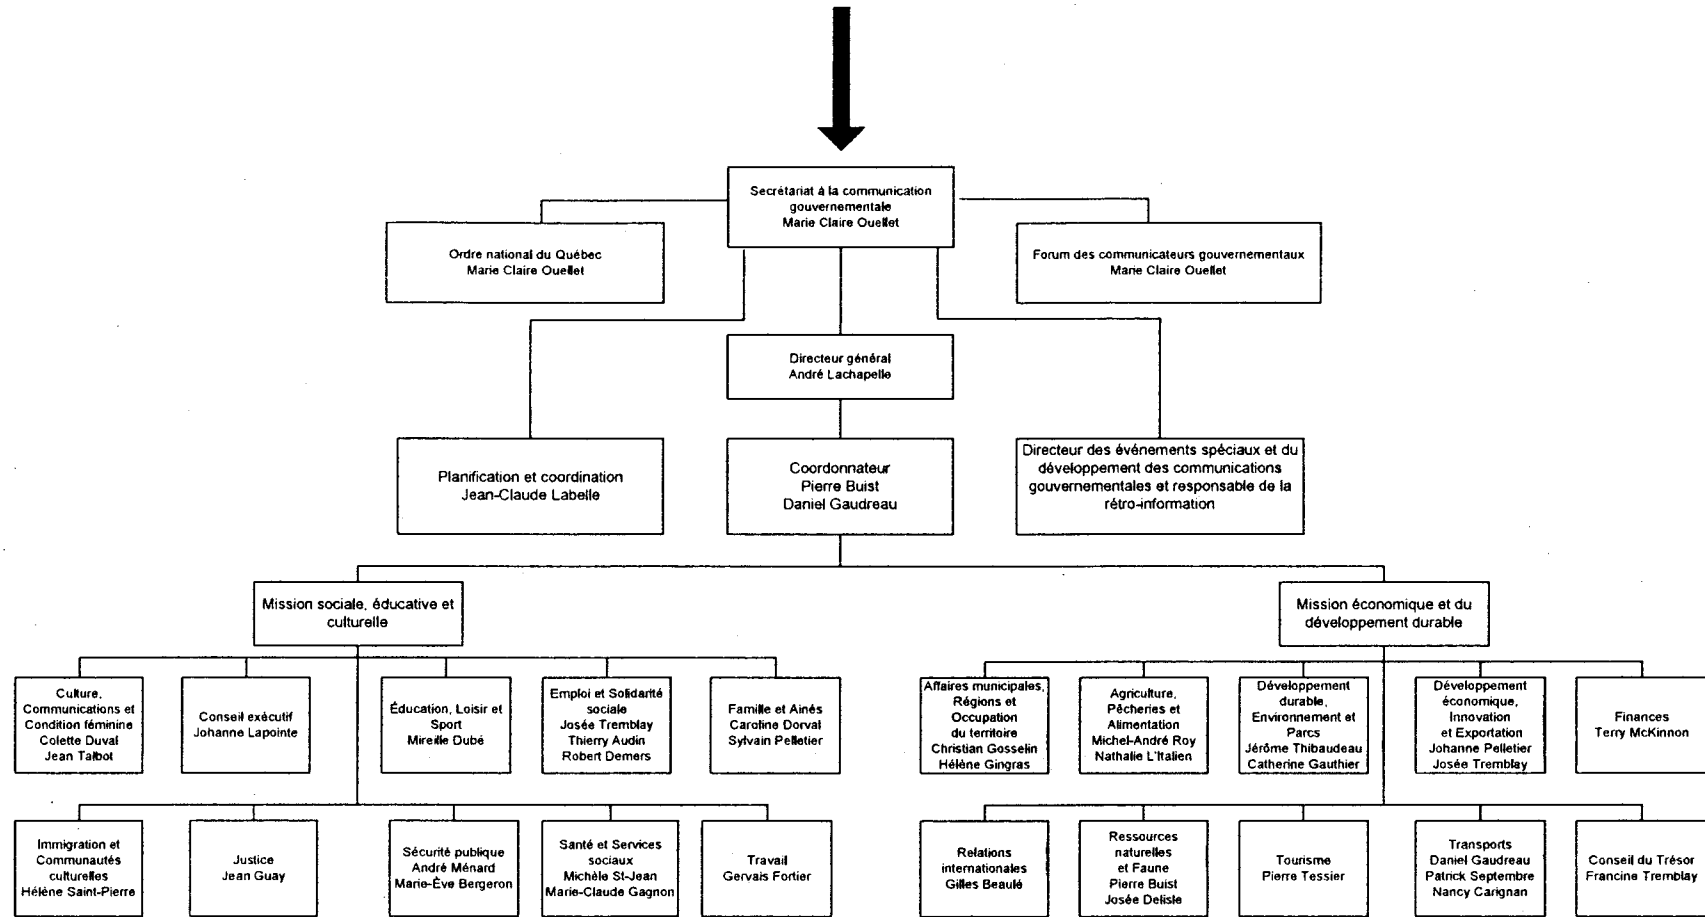 Secrétariat à la communication
gouvernementale
Marie Claire Ouellet
Ordre national du Québec
Marie Claire Ouellet
Forum des communicateurs gouvernementaux
Marie Claire Ouellet
Directeur général
André Lachapelle
Planification et coordination
Jean-Claude Labelle
Coordonnateur
Pierre Buist
Daniel Gaudreau
Directeur des événements spéciaux et du
développement des communications
gouvernementales et responsable de la
rétro-information
Mission sociale, éducative et
culturelle
Mission économique et du
développement durable
Culture,
Communications et
Condition féminine
Colette Duval
Jean Talbot
Conseil exécutif
Johanne Lapointe
Éducation, Loisir et
Sport
Mireille Dubé
Emploi et Solidarité
sociale
Josée Tremblay
Thierry Audin
Robert Demers
Famille et Ainés
Caroline Dorval
Sylvain Pelletier
Affaires municipales,
Régions et
Occupation
du territoire
Christian Gosselin
Hélène Gingras
Agriculture,
Pêcheries et
Alimentation
Michel-André Roy
Nathalie L'Italien
Développement
durable,
Environnement et
Parcs
Jérôme Thibaudeau
Catherine Gauthier
Développement
économique,
Innovation
et Exportation
Johanne Pelletier
Josée Tremblay
Finances
Terry McKinnon
Immigration et
Communautés
culturelles
Hélène Saint-Pierre
Justice
Jean Guay
Sécurité publique
André Ménard
Marie-Ève Bergeron
Santé et Services
sociaux
Michèle St-Jean
Marie-Claude Gagnon
Travail
Gervais Fortier
Relations
internationales
Gilles Beaulé
Ressources
naturelles
et Faune
Pierre Buist
Josée Delisle
Tourisme
Pierre Tessier
Transports
Daniel Gaudreau
Patrick Septembre
Nancy Carignan
Conseil du Trésor
Francine Tremblay